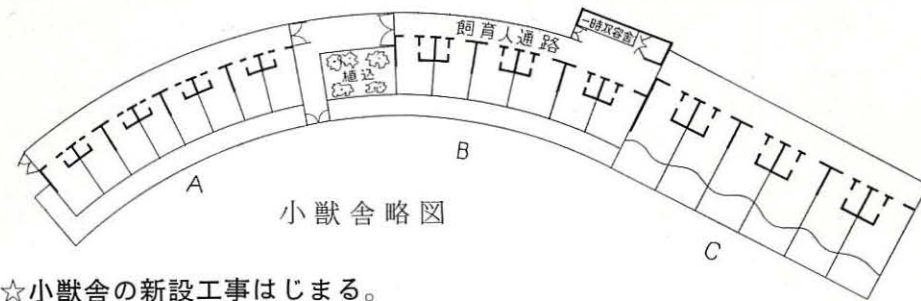 一時収容舎
飼育人通路
植込
A
B
C
小獣舎略図
☆小獣舎の新設工事はじまる。